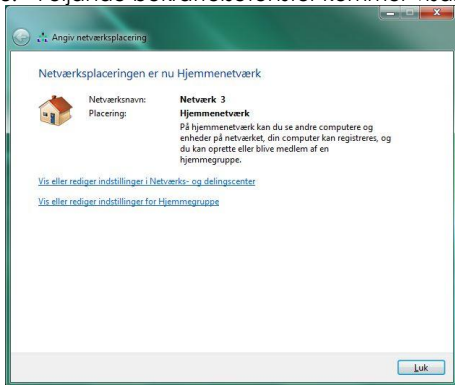 Angiv netværksplacering
Netværksplaceringen er nu Hjemmenetværk
Netværksnavn: Netværk 3
Placering: Hjemmenetværk
På hjemmenetværk kan du se andre computere og
enheder på netværket, din computer kan registreres, og
du kan oprette eller blive medlem af en
hjemmegruppe.
Vis eller rediger indstillinger i Netværks- og delingscenter
Vis eller rediger indstillinger for Hjemmegruppe
Luk